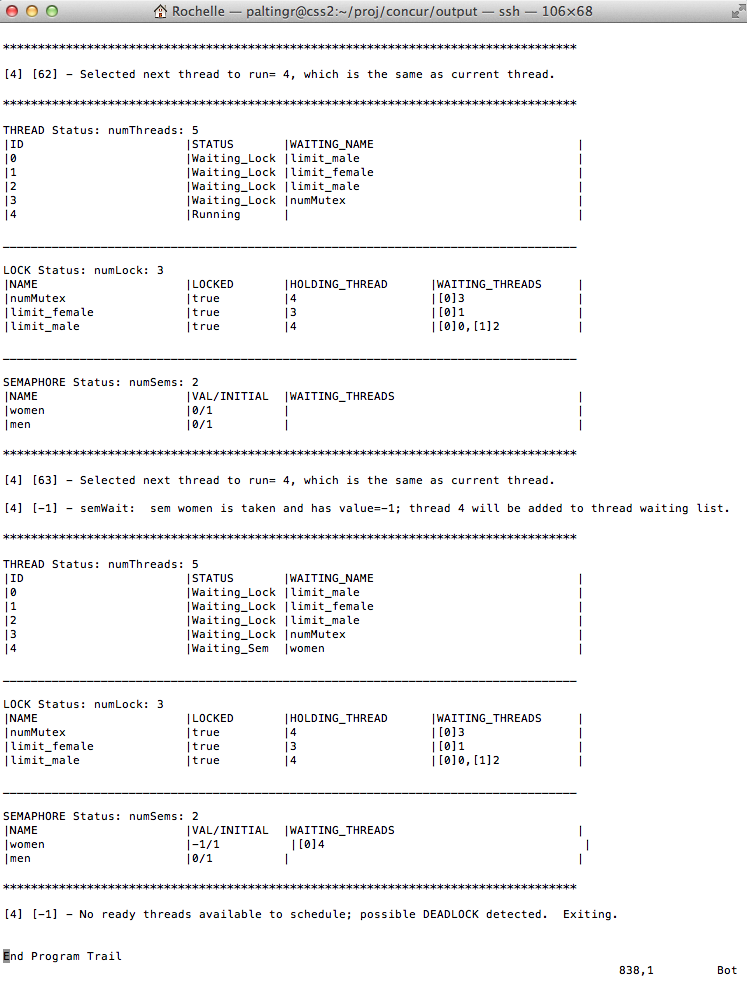 Rochelle — paltingr@css2:~/proj/concur/output — ssh — 106×68
**********************************************************************************
[4] [62] - Selected next thread to run= 4, which is the same as current thread.
**********************************************************************************
THREAD Status: numThreads: 5
|ID |STATUS |WAITING_NAME |
|0 |Waiting_Lock |limit_male |
|1 |Waiting_Lock |limit_female |
|2 |Waiting_Lock |limit_male |
|3 |Waiting_Lock |numMutex |
|4 |Running | |
__________________________________________________________________________________
LOCK Status: numLock: 3
|NAME |LOCKED |HOLDING_THREAD |WAITING_THREADS |
|numMutex |true |4 |[0]3 |
|limit_female |true |3 |[0]1 |
|limit_male |true |4 |[0]0,[1]2 |
__________________________________________________________________________________
SEMAPHORE Status: numSems: 2
|NAME |VAL/INITIAL |WAITING_THREADS |
|women |0/1 | |
|men |0/1 | |
**********************************************************************************
[4] [63] - Selected next thread to run= 4, which is the same as current thread.
[4] [-1] - semWait:  sem women is taken and has value=-1; thread 4 will be added to thread waiting list.
**********************************************************************************
THREAD Status: numThreads: 5
|ID |STATUS |WAITING_NAME |
|0 |Waiting_Lock |limit_male |
|1 |Waiting_Lock |limit_female |
|2 |Waiting_Lock |limit_male |
|3 |Waiting_Lock |numMutex |
|4 |Waiting_Sem |women |
__________________________________________________________________________________
LOCK Status: numLock: 3
|NAME |LOCKED |HOLDING_THREAD |WAITING_THREADS |
|numMutex |true |4 |[0]3 |
|limit_female |true |3 |[0]1 |
|limit_male |true |4 |[0]0,[1]2 |
__________________________________________________________________________________
SEMAPHORE Status: numSems: 2
|NAME |VAL/INITIAL |WAITING_THREADS |
|women |-1/1 |[0]4 |
|men |0/1 | |
**********************************************************************************
[4] [-1] - No ready threads available to schedule; possible DEADLOCK detected.  Exiting.
End Program Trail
838,1 Bot